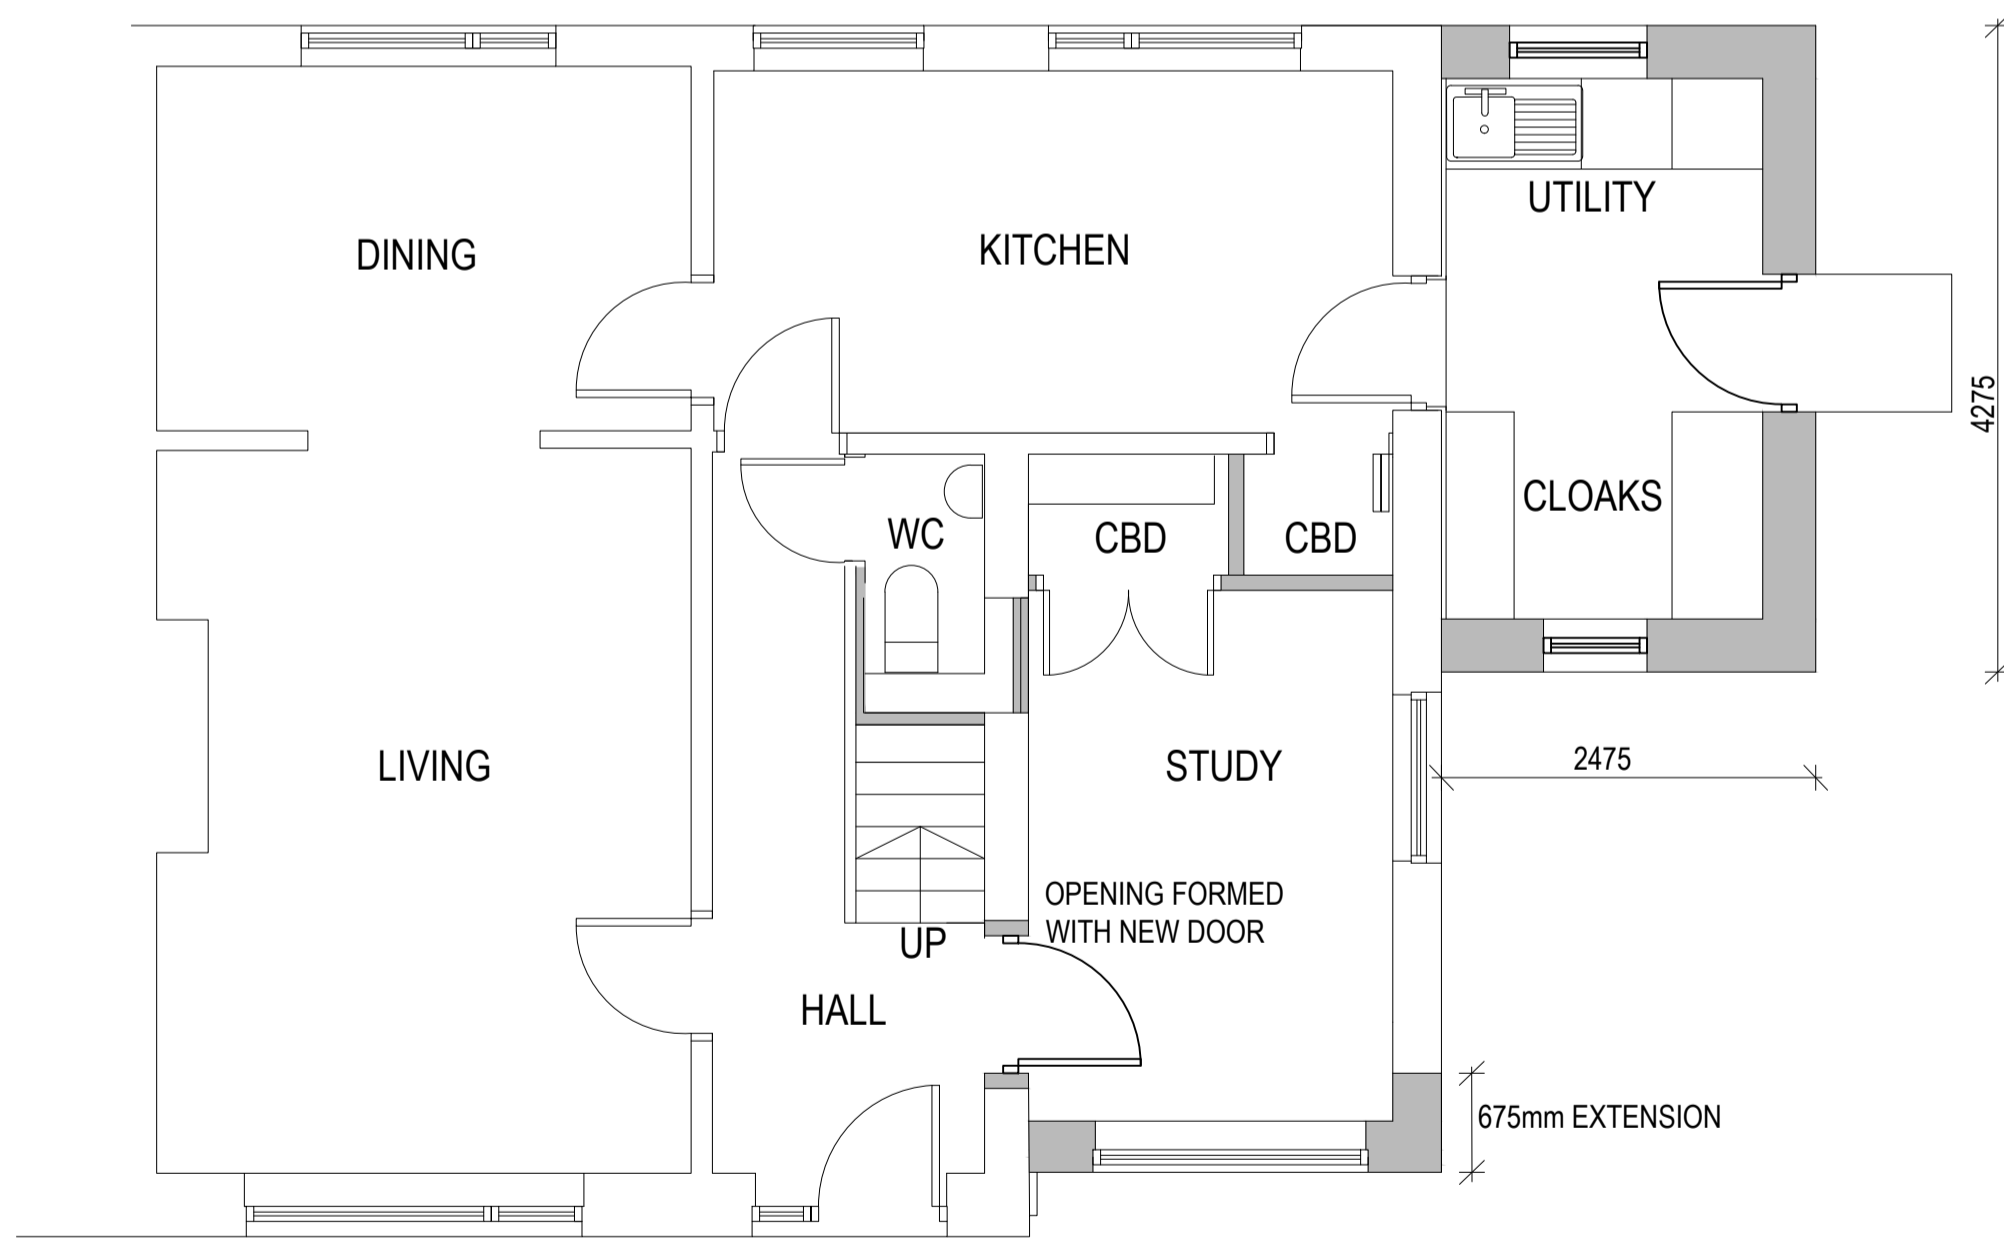 UTILITY
DINING
KITCHEN
4275
CLOAKS
WC
CBD
CBD
LIVING
STUDY
2475
OPENING FORMED
WITH NEW DOOR
UP
HALL
675mm EXTENSION